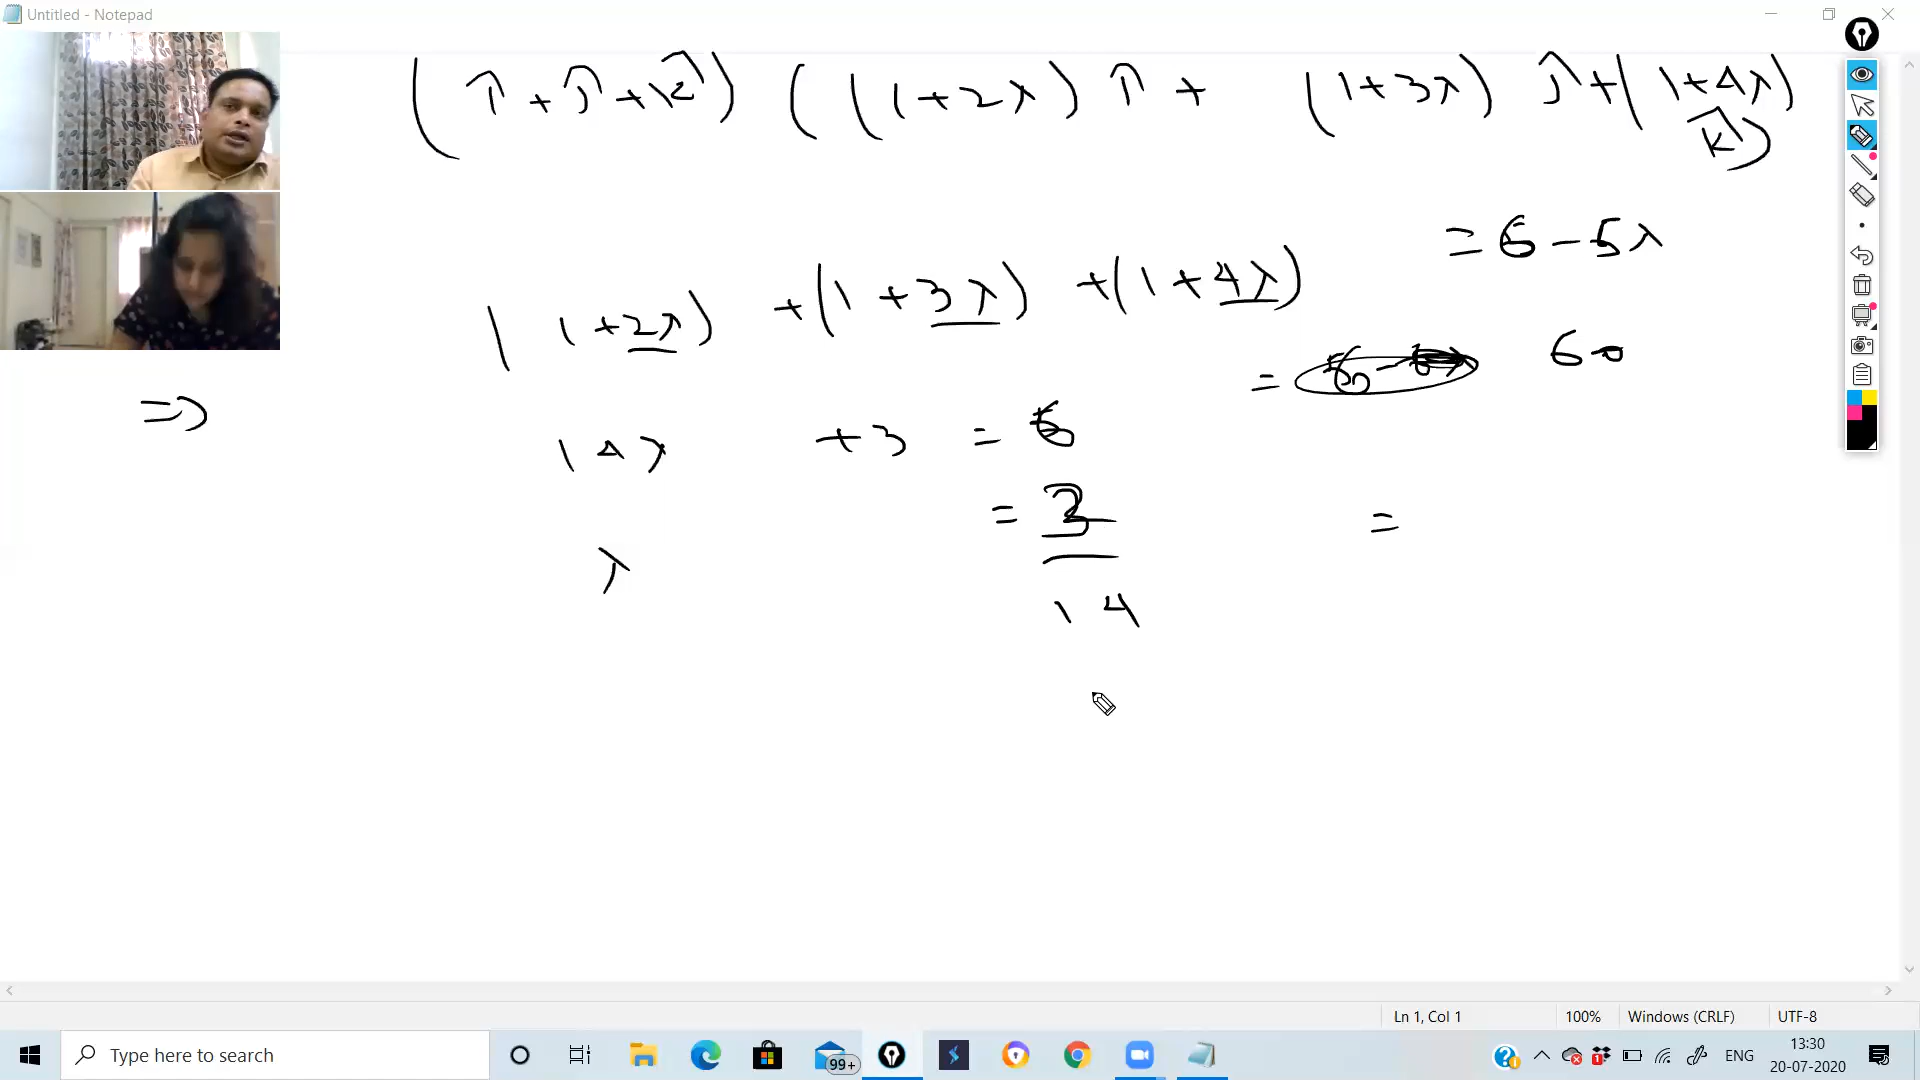 Untitled - Notepad
(î + ĵ + k̂) ((1+2λ) î + (1+3λ) ĵ + (1+4λ)
k̂)
= 6 - 5λ
(1+2λ) + (1+3λ) + (1+4λ)
=
6-
⇒
14λ + 3 = 6
= 3
=
λ
14
Ln 1, Col 1 100% Windows (CRLF) UTF-8
Type here to search
99+
ENG
13:30
20-07-2020